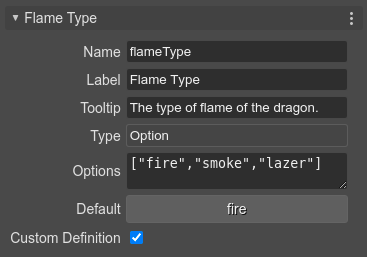 Flame Type
Name flameType
Label Flame Type
Tooltip The type of flame of the dragon.
Type Option
Options ["fire","smoke","lazer"]
Default fire
Custom Definition